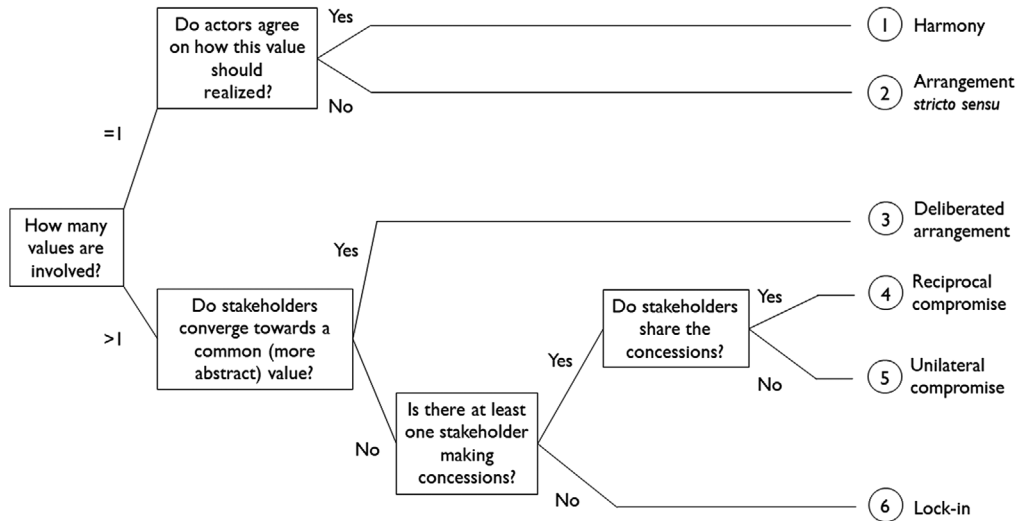 Do actors agree
on how this value
should
realized?
Yes
No
1 Harmony
2 Arrangement
stricto sensu
=1
How many
values are
involved?
>1
Do stakeholders
converge towards a
common (more
abstract) value?
Yes
No
3 Deliberated
arrangement
Is there at least
one stakeholder
making
concessions?
Yes
No
Do stakeholders
share the
concessions?
Yes
No
4 Reciprocal
compromise
5 Unilateral
compromise
6 Lock-in